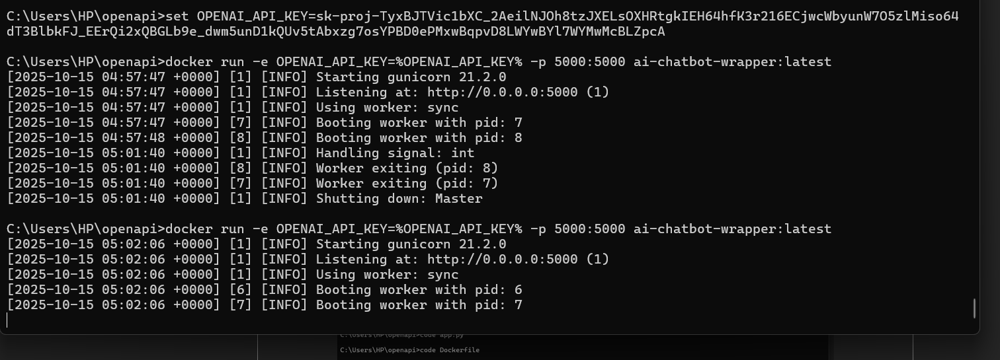 C:\Users\HP\openapi>set OPENAI_API_KEY=[API key omitted]
C:\Users\HP\openapi>docker run -e OPENAI_API_KEY=%OPENAI_API_KEY% -p 5000:5000 ai-chatbot-wrapper:latest
[2025-10-15 04:57:47 +0000] [1] [INFO] Starting gunicorn 21.2.0
[2025-10-15 04:57:47 +0000] [1] [INFO] Listening at: http://0.0.0.0:5000 (1)
[2025-10-15 04:57:47 +0000] [1] [INFO] Using worker: sync
[2025-10-15 04:57:47 +0000] [7] [INFO] Booting worker with pid: 7
[2025-10-15 04:57:48 +0000] [8] [INFO] Booting worker with pid: 8
[2025-10-15 05:01:40 +0000] [1] [INFO] Handling signal: int
[2025-10-15 05:01:40 +0000] [8] [INFO] Worker exiting (pid: 8)
[2025-10-15 05:01:40 +0000] [7] [INFO] Worker exiting (pid: 7)
[2025-10-15 05:01:40 +0000] [1] [INFO] Shutting down: Master
C:\Users\HP\openapi>docker run -e OPENAI_API_KEY=%OPENAI_API_KEY% -p 5000:5000 ai-chatbot-wrapper:latest
[2025-10-15 05:02:06 +0000] [1] [INFO] Starting gunicorn 21.2.0
[2025-10-15 05:02:06 +0000] [1] [INFO] Listening at: http://0.0.0.0:5000 (1)
[2025-10-15 05:02:06 +0000] [1] [INFO] Using worker: sync
[2025-10-15 05:02:06 +0000] [6] [INFO] Booting worker with pid: 6
[2025-10-15 05:02:06 +0000] [7] [INFO] Booting worker with pid: 7
C:\Users\HP\openapi>code app.py
C:\Users\HP\openapi>code Dockerfile